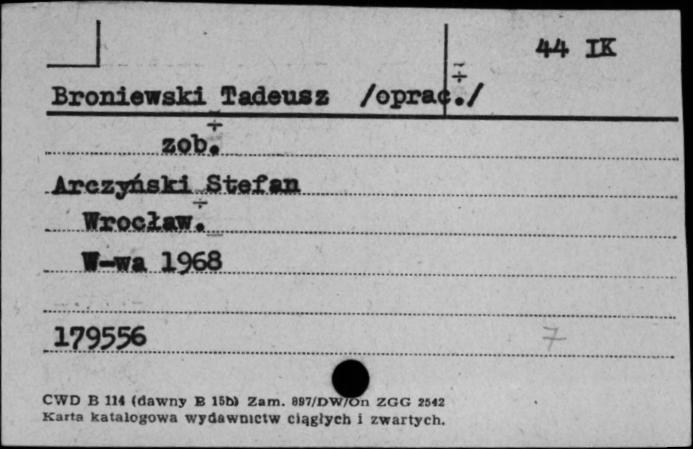 44 IK
Broniewski Tadeusz /oprac./
zob.
Arczyński Stefan
Wrocław.
W-wa 1968
179556 7
CWD B 114 (dawny B 15b) Zam. 897/DW/On ZGG 2542
Karta katalogowa wydawnictw ciągłych i zwartych.